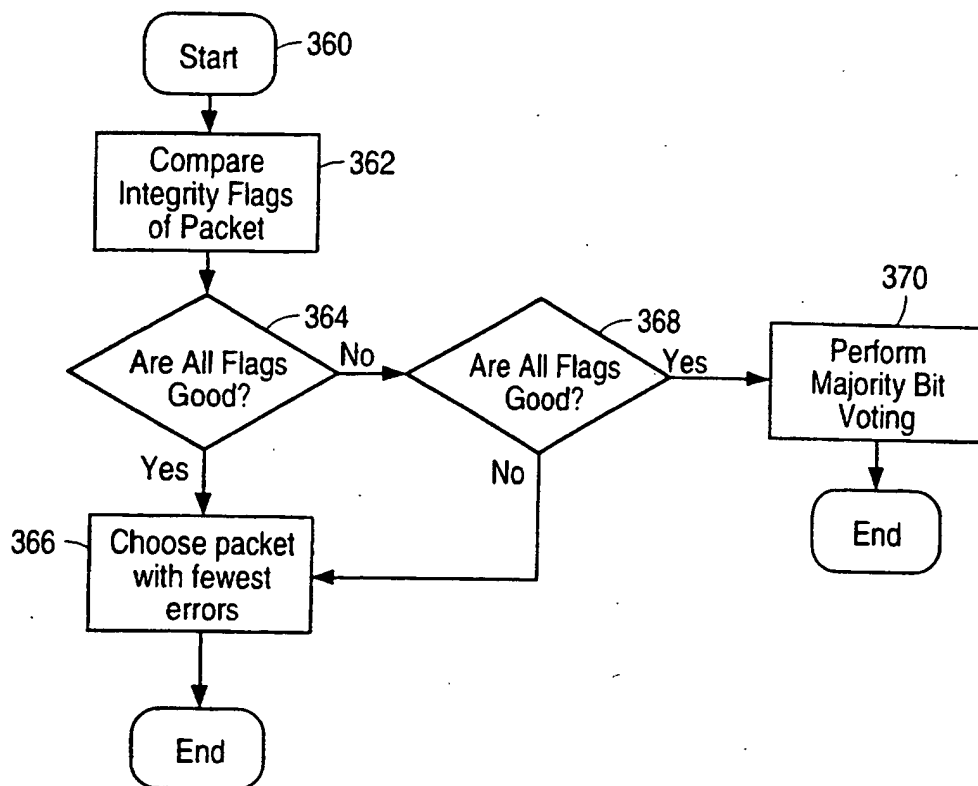 Start
360
Compare
Integrity Flags
of Packet
362
Are All Flags
Good?
364
No
Yes
Are All Flags
Good?
368
Yes
No
Perform
Majority Bit
Voting
370
End
366
Choose packet
with fewest
errors
End